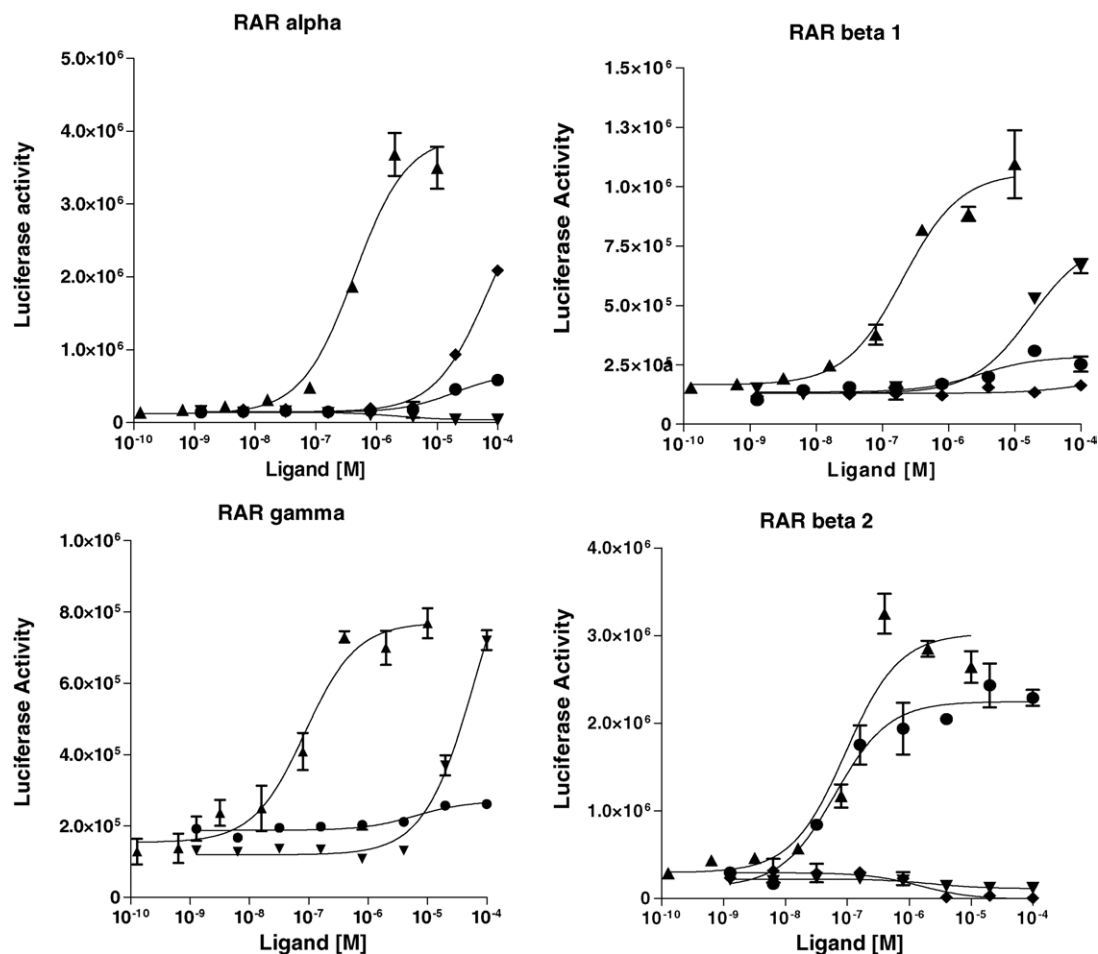 RAR alpha
Luciferase activity
5.0×10⁶
4.0×10⁶
3.0×10⁶
2.0×10⁶
1.0×10⁶
0
10⁻¹⁰ 10⁻⁹ 10⁻⁸ 10⁻⁷ 10⁻⁶ 10⁻⁵ 10⁻⁴
Ligand [M]
RAR beta 1
Luciferase Activity
1.5×10⁶
1.3×10⁶
1.0×10⁶
7.5×10⁵
5.0×10⁵
2.5×10⁵
0
10⁻¹⁰ 10⁻⁹ 10⁻⁸ 10⁻⁷ 10⁻⁶ 10⁻⁵ 10⁻⁴
Ligand [M]
RAR gamma
Luciferase Activity
1.0×10⁶
8.0×10⁵
6.0×10⁵
4.0×10⁵
2.0×10⁵
0
10⁻¹⁰ 10⁻⁹ 10⁻⁸ 10⁻⁷ 10⁻⁶ 10⁻⁵ 10⁻⁴
Ligand [M]
RAR beta 2
Luciferase Activity
4.0×10⁶
3.0×10⁶
2.0×10⁶
1.0×10⁶
0
10⁻¹⁰ 10⁻⁹ 10⁻⁸ 10⁻⁷ 10⁻⁶ 10⁻⁵ 10⁻⁴
Ligand [M]